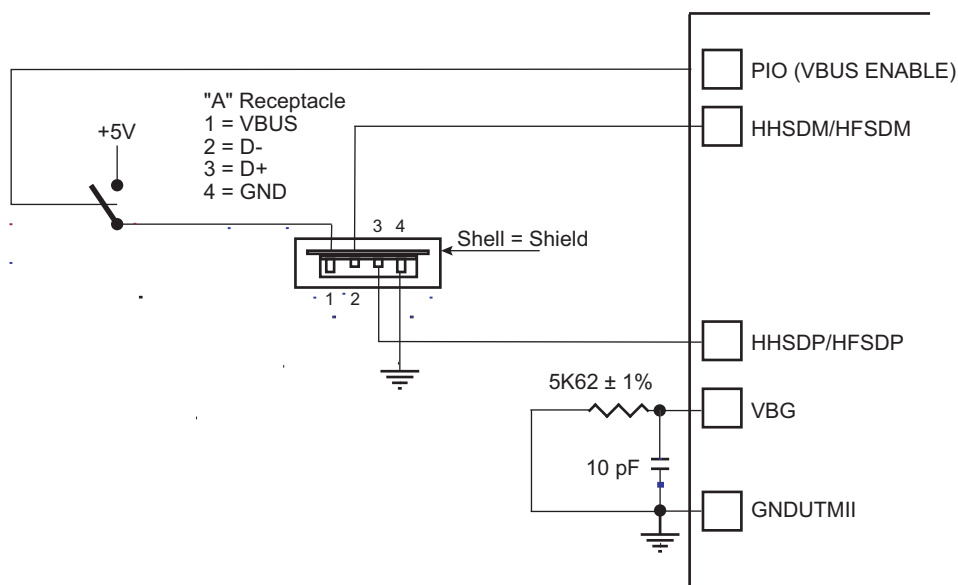 PIO (VBUS ENABLE)
"A" Receptacle
1 = VBUS
2 = D-
3 = D+
4 = GND
+5V
HHSDM/HFSDM
3 4
Shell = Shield
1 2
HHSDP/HFSDP
5K62 ± 1%
VBG
10 pF
GNDUTMII